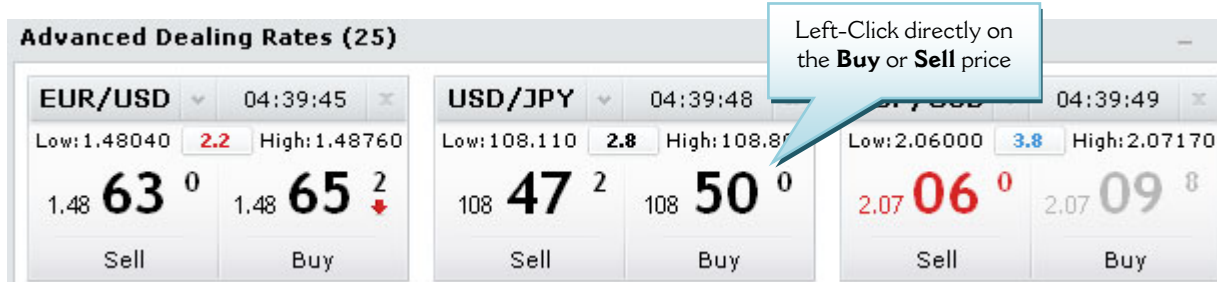 Left-Click directly on
the Buy or Sell price
Advanced Dealing Rates (25)
EUR/USD 04:39:45
Low:1.48040 2.2 High:1.48760
1.48 63 0 1.48 65 2
Sell Buy
USD/JPY 04:39:48
Low:108.110 2.8 High:108.8
108 47 2 108 50 0
Sell Buy
04:39:49
Low:2.06000 3.8 High:2.07170
2.07 06 0 2.07 09 8
Sell Buy